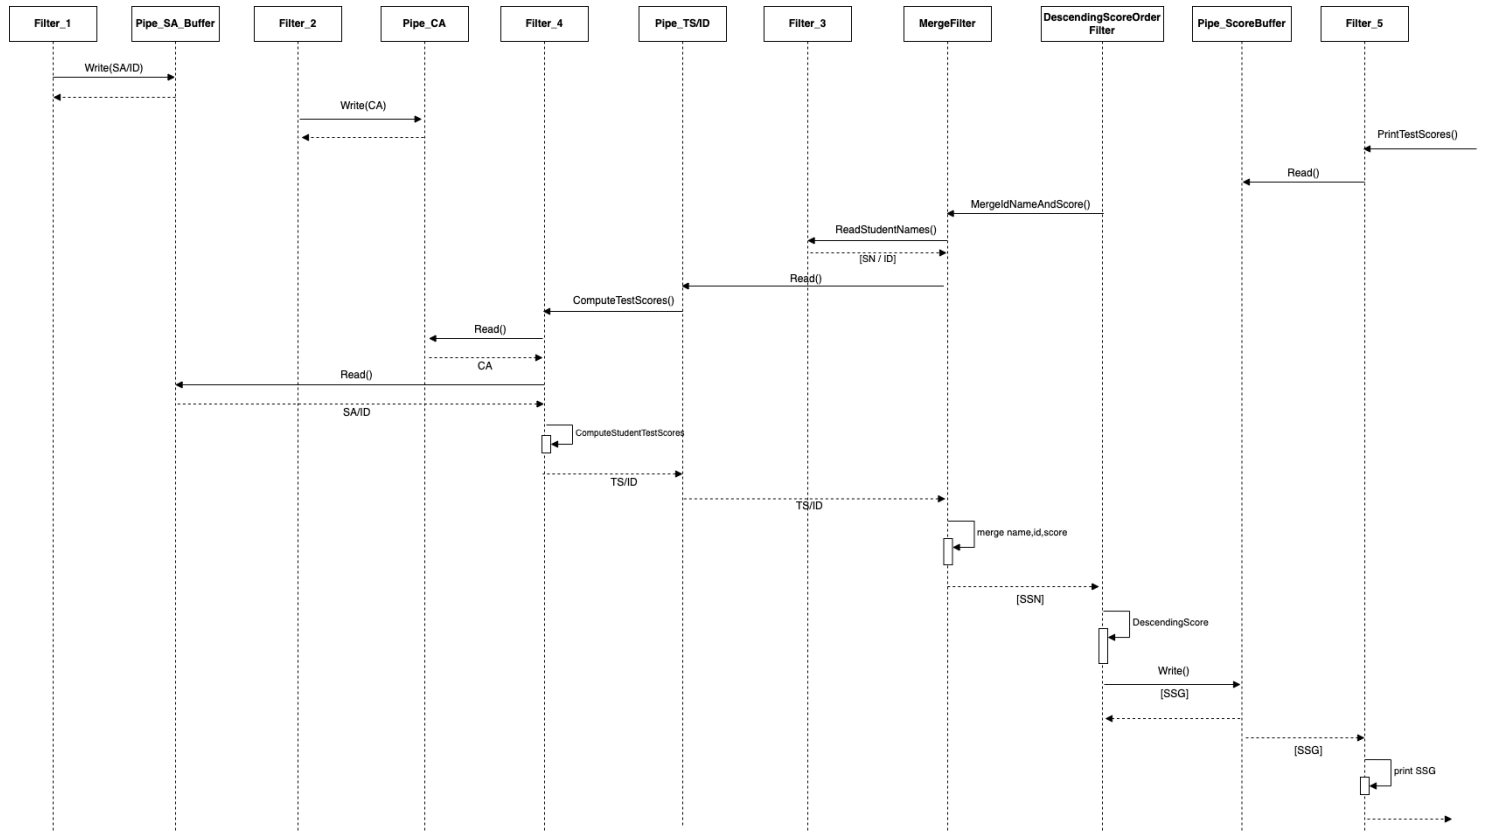 Filter_1
Pipe_SA_Buffer
Filter_2
Pipe_CA
Filter_4
Pipe_TS/ID
Filter_3
MergeFilter
DescendingScoreOrder
Filter
Pipe_ScoreBuffer
Filter_5
Write(SA/ID)
Write(CA)
PrintTestScores()
Read()
MergeIdNameAndScore()
ReadStudentNames()
[SN / ID]
Read()
ComputeTestScores()
Read()
CA
Read()
SA/ID
ComputeStudentTestScores
TS/ID
TS/ID
merge name,id,score
[SSN]
DescendingScore
Write()
[SSG]
[SSG]
print SSG